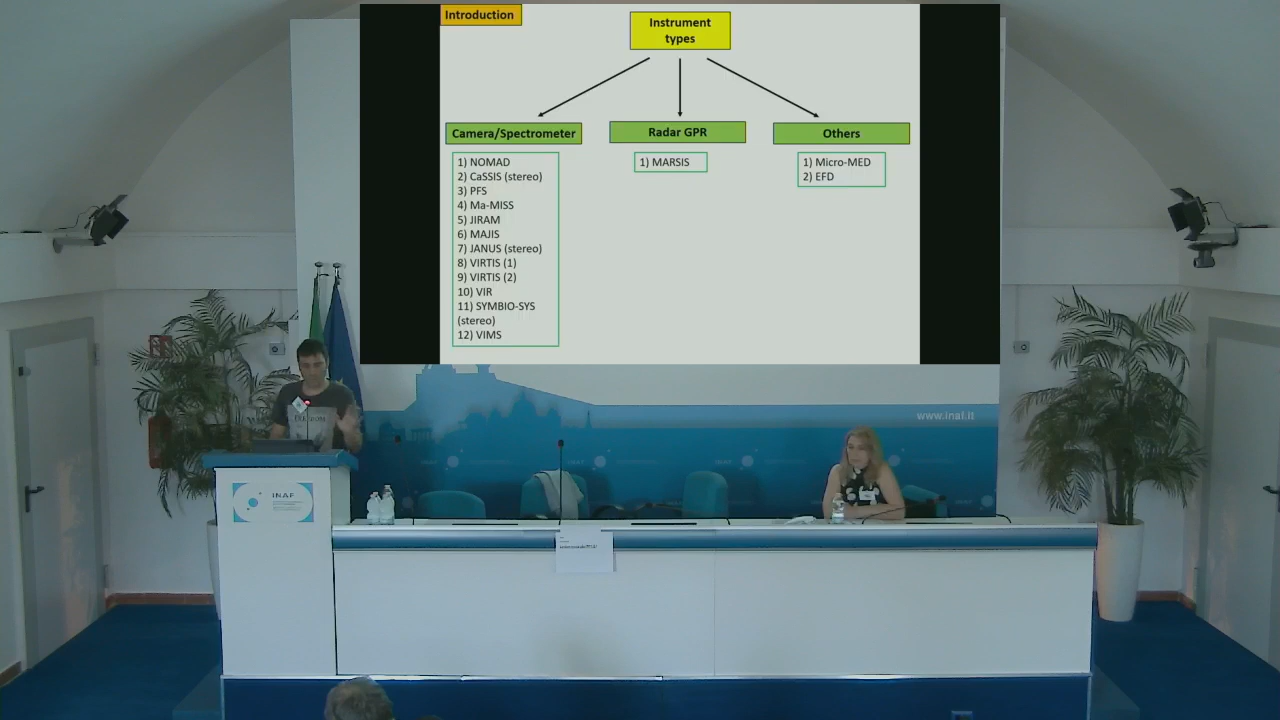 Introduction
Instrument
types
Camera/Spectrometer
Radar GPR
Others
1) NOMAD
2) CaSSIS (stereo)
3) PFS
4) Ma-MISS
5) JIRAM
6) MAJIS
7) JANUS (stereo)
8) VIRTIS (1)
9) VIRTIS (2)
10) VIR
11) SYMBIO-SYS
(stereo)
12) VIMS
1) MARSIS
1) Micro-MED
2) EFD
www.inaf.it
INAF